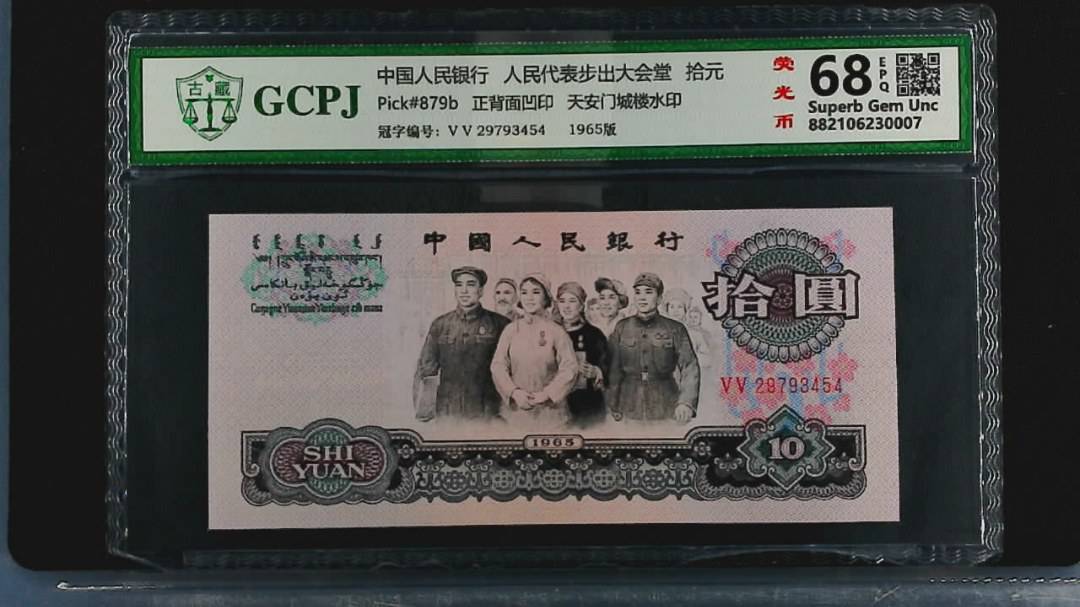 古藏
GCPJ
中国人民银行 人民代表步出大会堂 拾元
Pick#879b 正背面凹印 天安门城楼水印
冠字编号：VV 29793454 1965版
荧光币
68 EPQ
Superb Gem Unc
882106230007
中國人民銀行
拾圓
VV 29793454
1965
SHI
YUAN
10